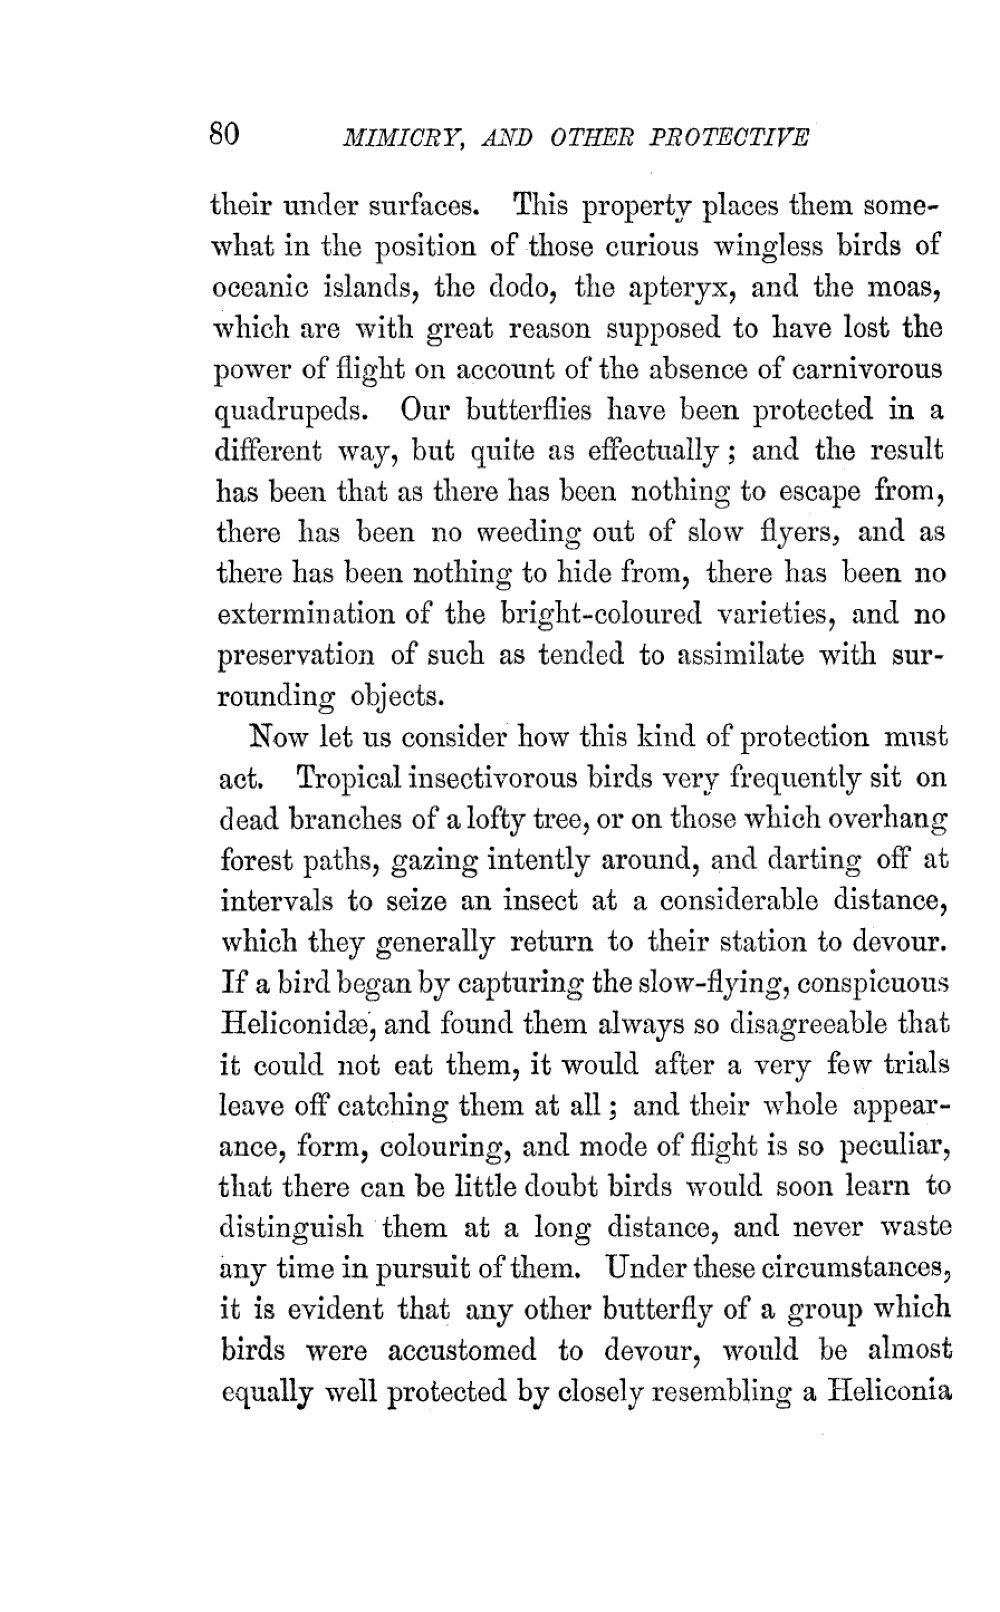 80 MIMICRY, AND OTHER PROTECTIVE
their under surfaces. This property places them some-
what in the position of those curious wingless birds of
oceanic islands, the dodo, the apteryx, and the moas,
which are with great reason supposed to have lost the
power of flight on account of the absence of carnivorous
quadrupeds. Our butterflies have been protected in a
different way, but quite as effectually; and the result
has been that as there has been nothing to escape from,
there has been no weeding out of slow flyers, and as
there has been nothing to hide from, there has been no
extermination of the bright-coloured varieties, and no
preservation of such as tended to assimilate with sur-
rounding objects.
Now let us consider how this kind of protection must
act. Tropical insectivorous birds very frequently sit on
dead branches of a lofty tree, or on those which overhang
forest paths, gazing intently around, and darting off at
intervals to seize an insect at a considerable distance,
which they generally return to their station to devour.
If a bird began by capturing the slow-flying, conspicuous
Heliconidæ, and found them always so disagreeable that
it could not eat them, it would after a very few trials
leave off catching them at all; and their whole appear-
ance, form, colouring, and mode of flight is so peculiar,
that there can be little doubt birds would soon learn to
distinguish them at a long distance, and never waste
any time in pursuit of them. Under these circumstances,
it is evident that any other butterfly of a group which
birds were accustomed to devour, would be almost
equally well protected by closely resembling a Heliconia